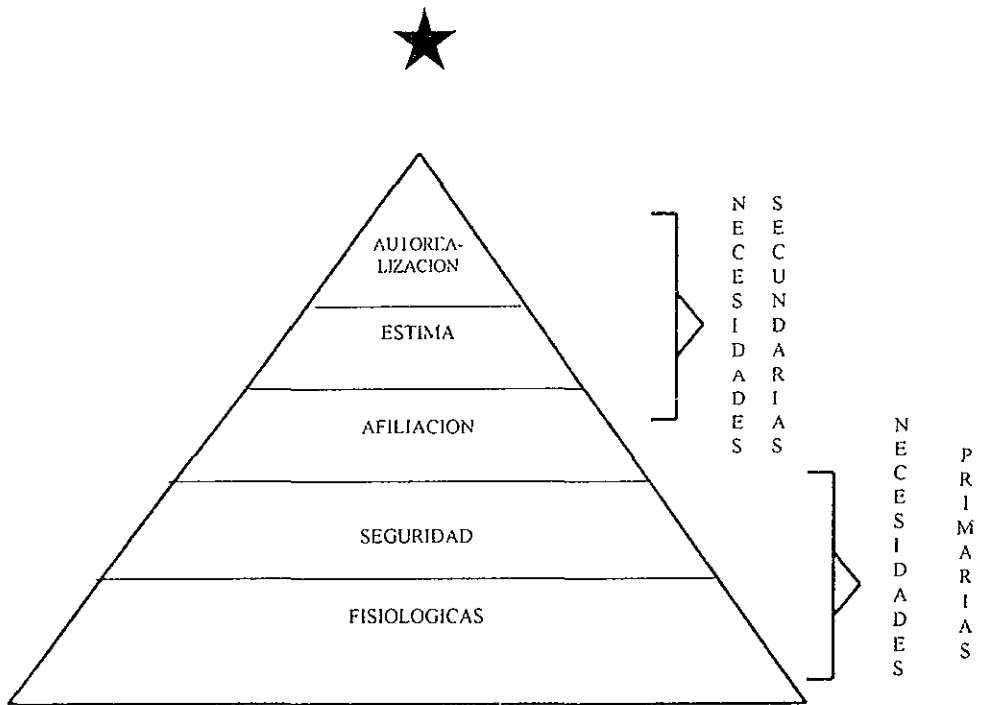 AUTOREA-
LIZACION
ESTIMA
AFILIACION
SEGURIDAD
FISIOLOGICAS
NECESIDADES
SECUNDARIAS
NECESIDADES
PRIMARIAS